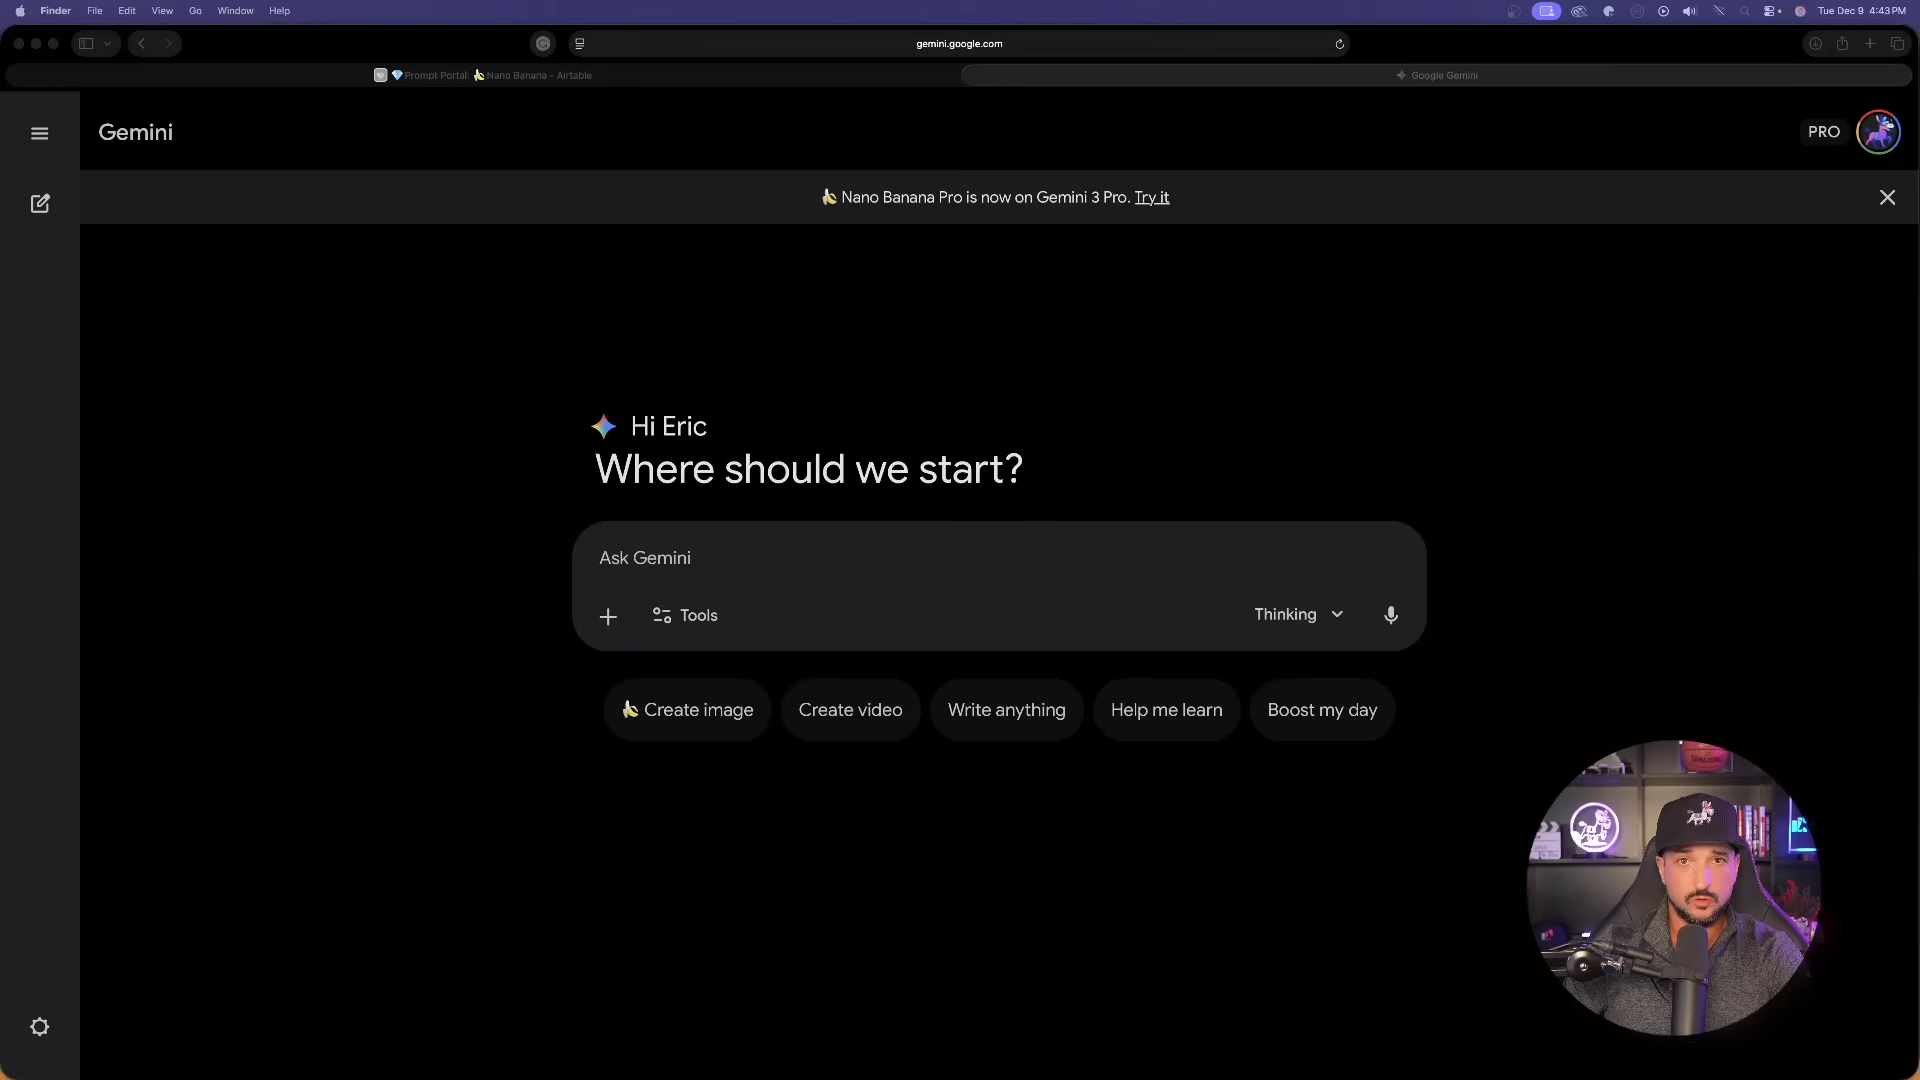 Finder File Edit View Go Window Help Tue Dec 9 4:43 PM
gemini.google.com
💎Prompt Portal: 🍌Nano Banana - Airtable
Google Gemini
Gemini
PRO
🍌 Nano Banana Pro is now on Gemini 3 Pro. Try it
Hi Eric
Where should we start?
Ask Gemini
Tools
Thinking
🍌 Create image
Create video
Write anything
Help me learn
Boost my day